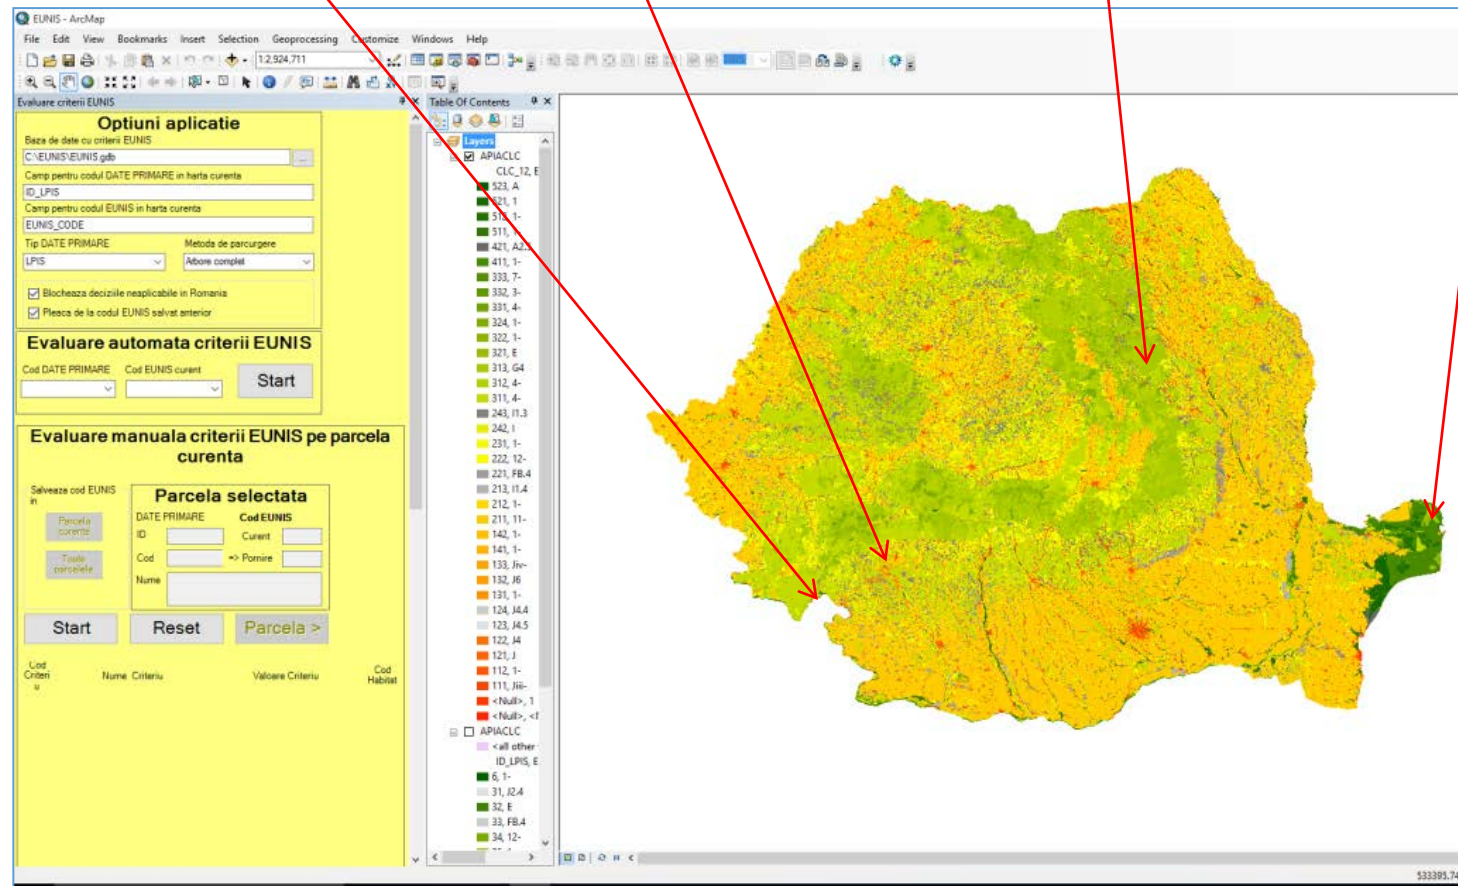 EUNIS - ArcMap
File Edit View Bookmarks Insert Selection Geoprocessing Customize Windows Help
1:2,924,711
Evaluare criterii EUNIS
Optiuni aplicatie
Baza de date cu criterii EUNIS
C:\EUNIS\EUNIS.gdb
...
Camp pentru codul DATE PRIMARE in harta curenta
ID_LPIS
Camp pentru codul EUNIS in harta curenta
EUNIS_CODE
Tip DATE PRIMARE Metoda de parcurgere
LPIS Arbore complet
Blocheaza deciziile neaplicabile in Romania
Pleaca de la codul EUNIS salvat anterior
Evaluare automata criterii EUNIS
Cod DATE PRIMARE Cod EUNIS curent
Start
Evaluare manuala criterii EUNIS pe parcela
curenta
Salveaza cod EUNIS
in
Parcela
curenta
Toate
parcelele
Parcela selectata
DATE PRIMARE Cod EUNIS
ID Curent
Cod => Pornire
Nume
Start Reset Parcela >
Cod
Criteri
u
Nume Criteriu Valoare Criteriu
Cod
Habitat
Table Of Contents
Layers
APIACLC
CLC_12, E
523, A
521, 1
512, 1-
511, 1-
421, A2.
411, 1-
333, 7-
332, 3-
331, 4-
324, 1-
322, 1-
321, E
313, G4
312, 4-
311, 4-
243, I1.3
242, I
231, 1-
222, 12-
221, FB.4
213, I1.4
212, 1-
211, 11-
142, 1-
141, 1-
133, Jiv-
132, J6
131, 1-
124, J4.4
123, J4.5
122, J4
121, J
112, 1-
111, Jiii-
<Null>, 1
APIACLC
<all other
ID_LPIS, E
6, 1-
31, J2.4
32, E
33, FB.4
34, 12-
533395.74